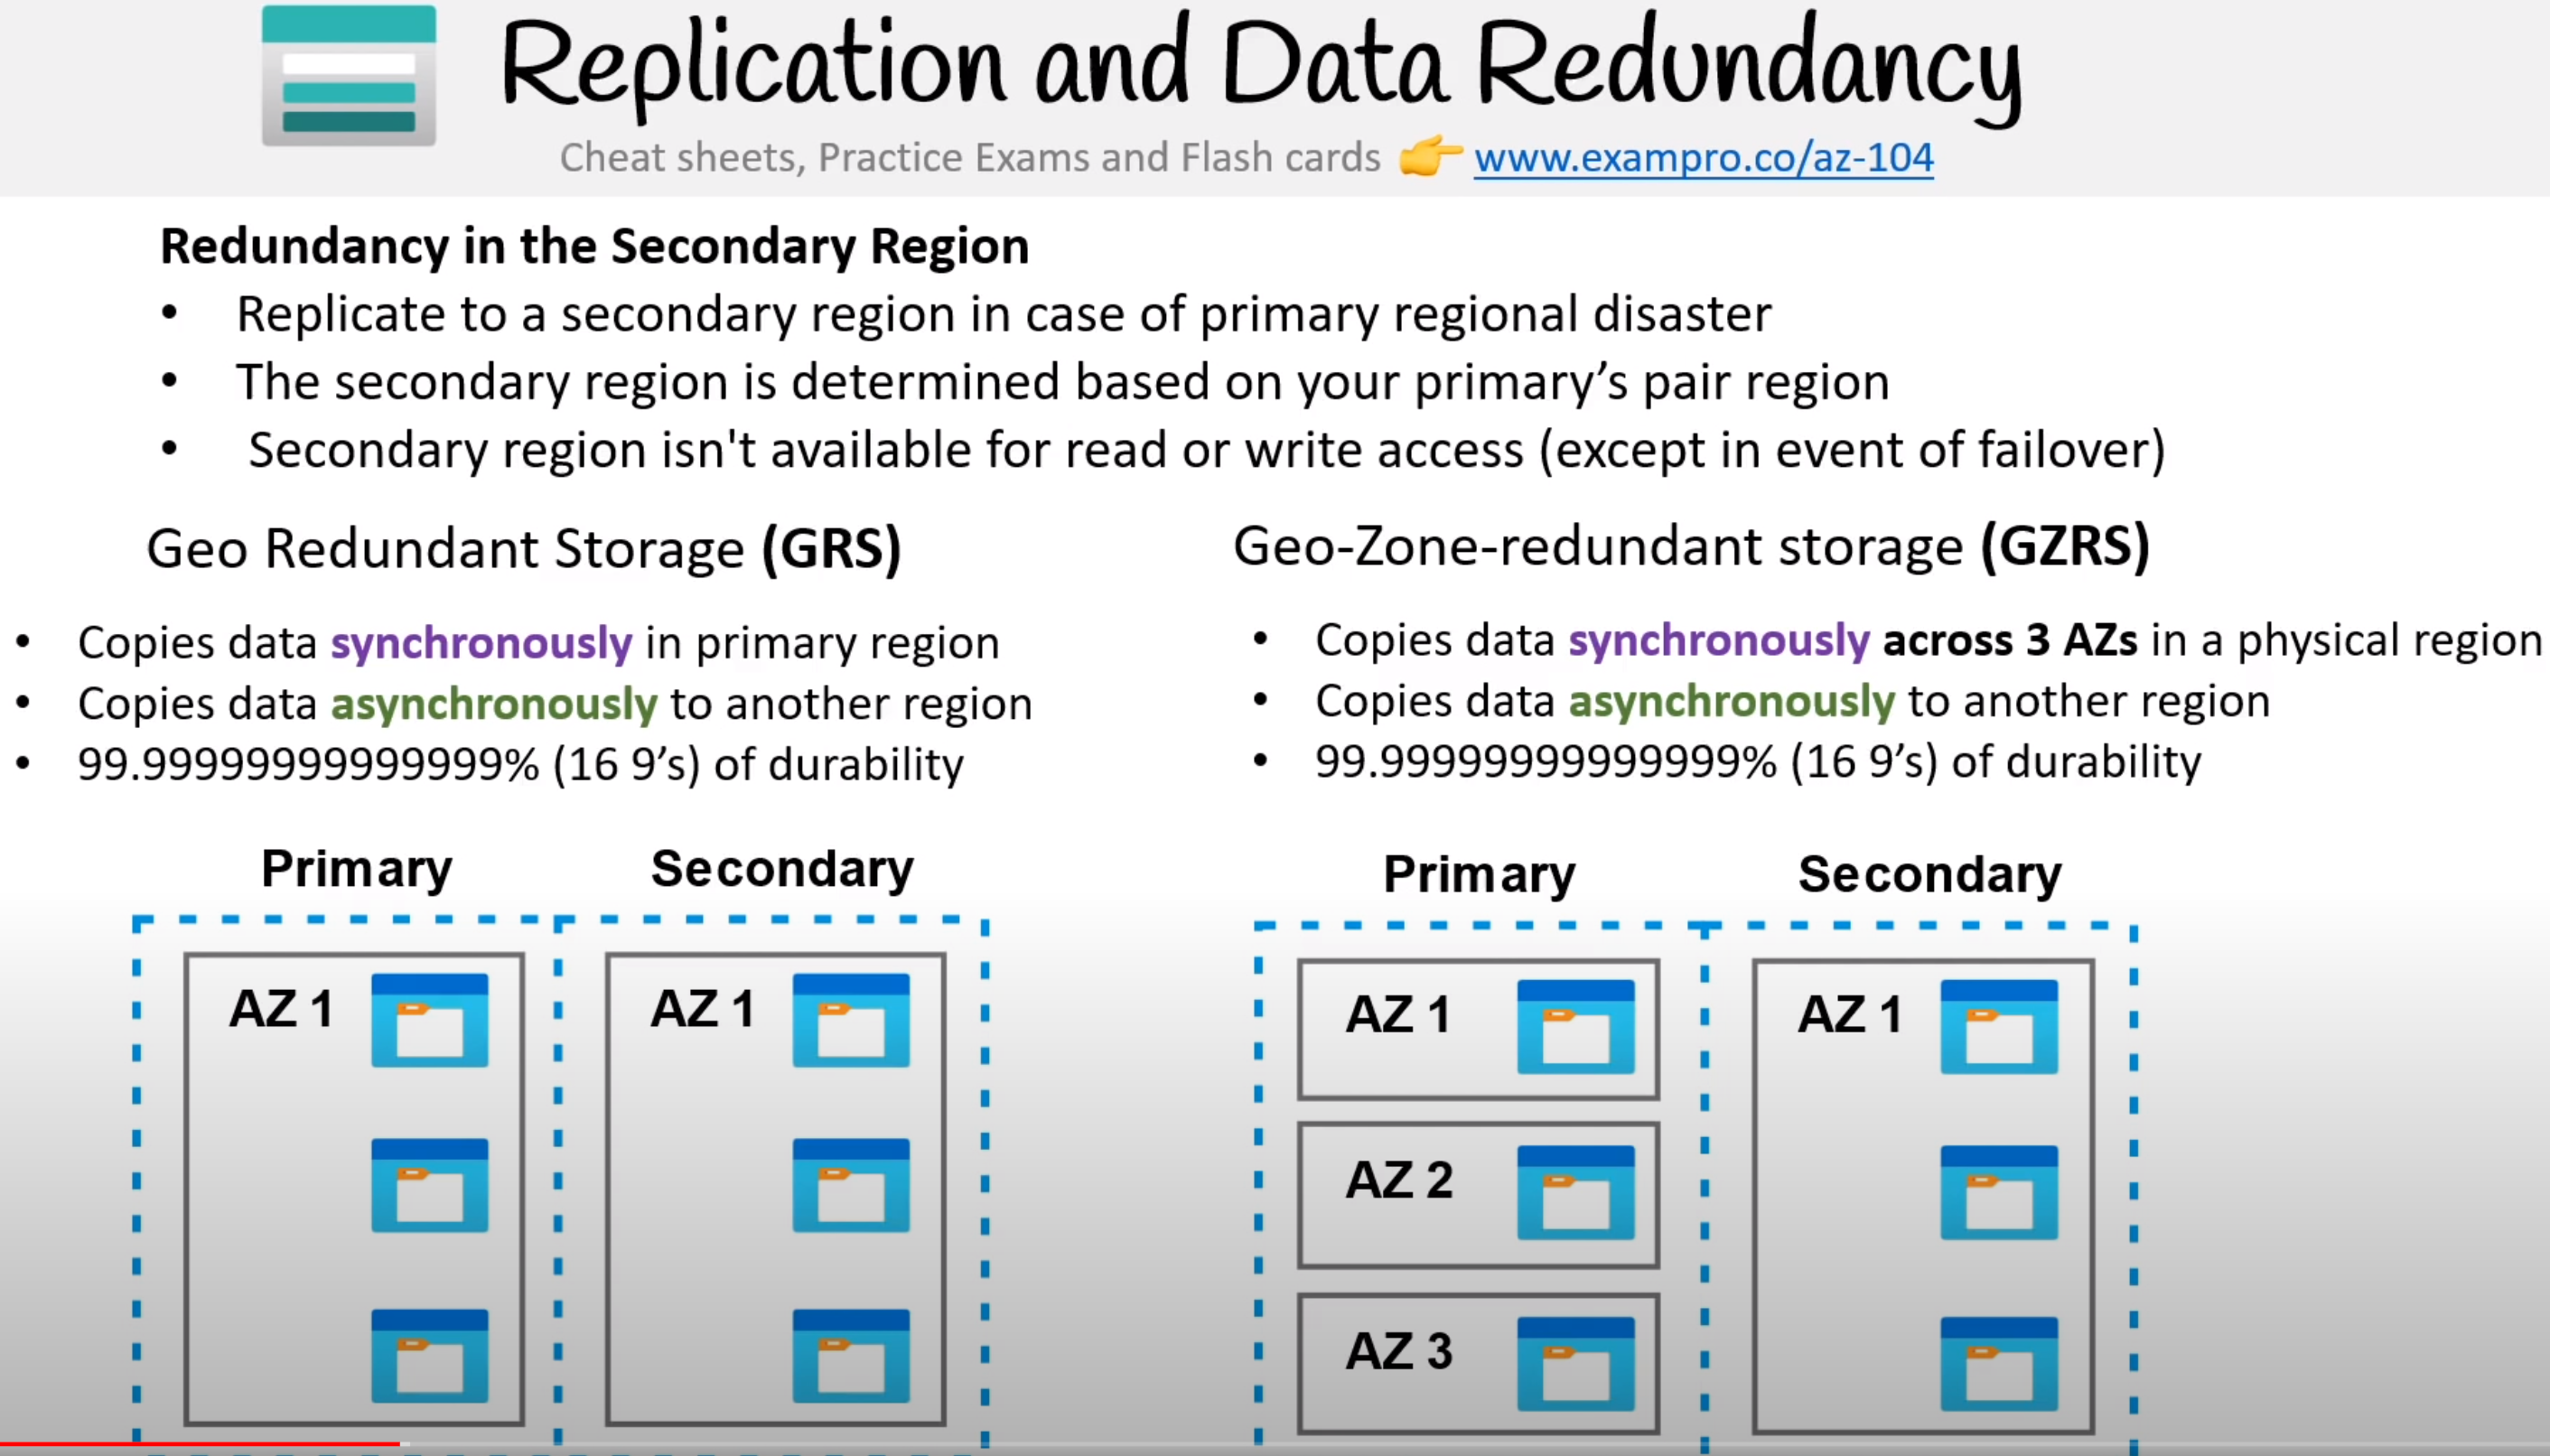 Replication and Data Redundancy
Cheat sheets, Practice Exams and Flash cards 👉 www.exampro.co/az-104
Redundancy in the Secondary Region
• Replicate to a secondary region in case of primary regional disaster
• The secondary region is determined based on your primary’s pair region
• Secondary region isn't available for read or write access (except in event of failover)
Geo Redundant Storage (GRS)
• Copies data synchronously in primary region
• Copies data asynchronously to another region
• 99.99999999999999% (16 9’s) of durability
Primary
Secondary
AZ 1
AZ 1
Geo-Zone-redundant storage (GZRS)
• Copies data synchronously across 3 AZs in a physical region
• Copies data asynchronously to another region
• 99.99999999999999% (16 9’s) of durability
Primary
Secondary
AZ 1
AZ 2
AZ 3
AZ 1